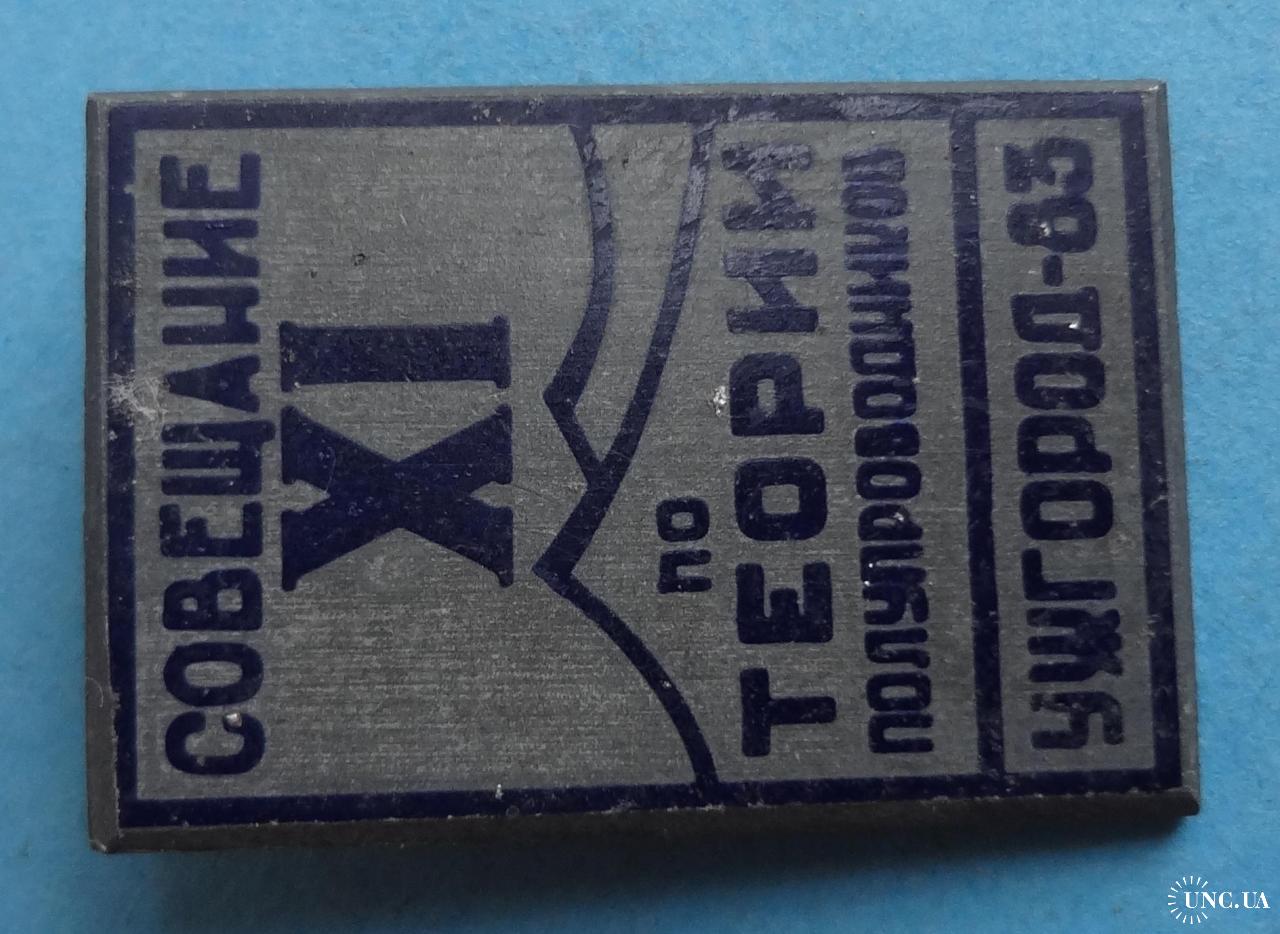 СОВЕЩАНИЕ
XI
ПО
ТЕОРИИ
ПОЛУПРОВОДНИКОВ
УЖГОРОД-83
UNC.UA